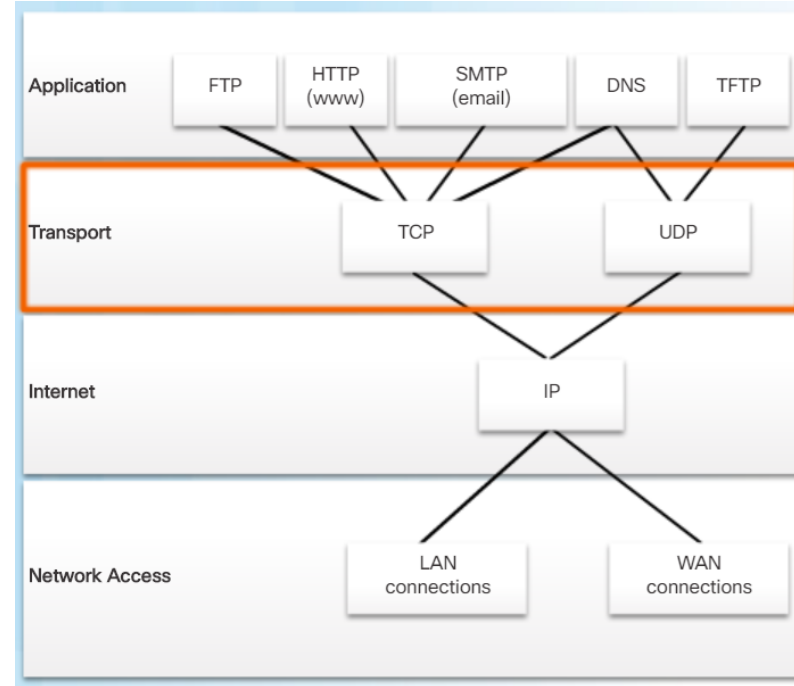 Application
FTP
HTTP
(www)
SMTP
(email)
DNS
TFTP
Transport
TCP
UDP
Internet
IP
Network Access
LAN
connections
WAN
connections